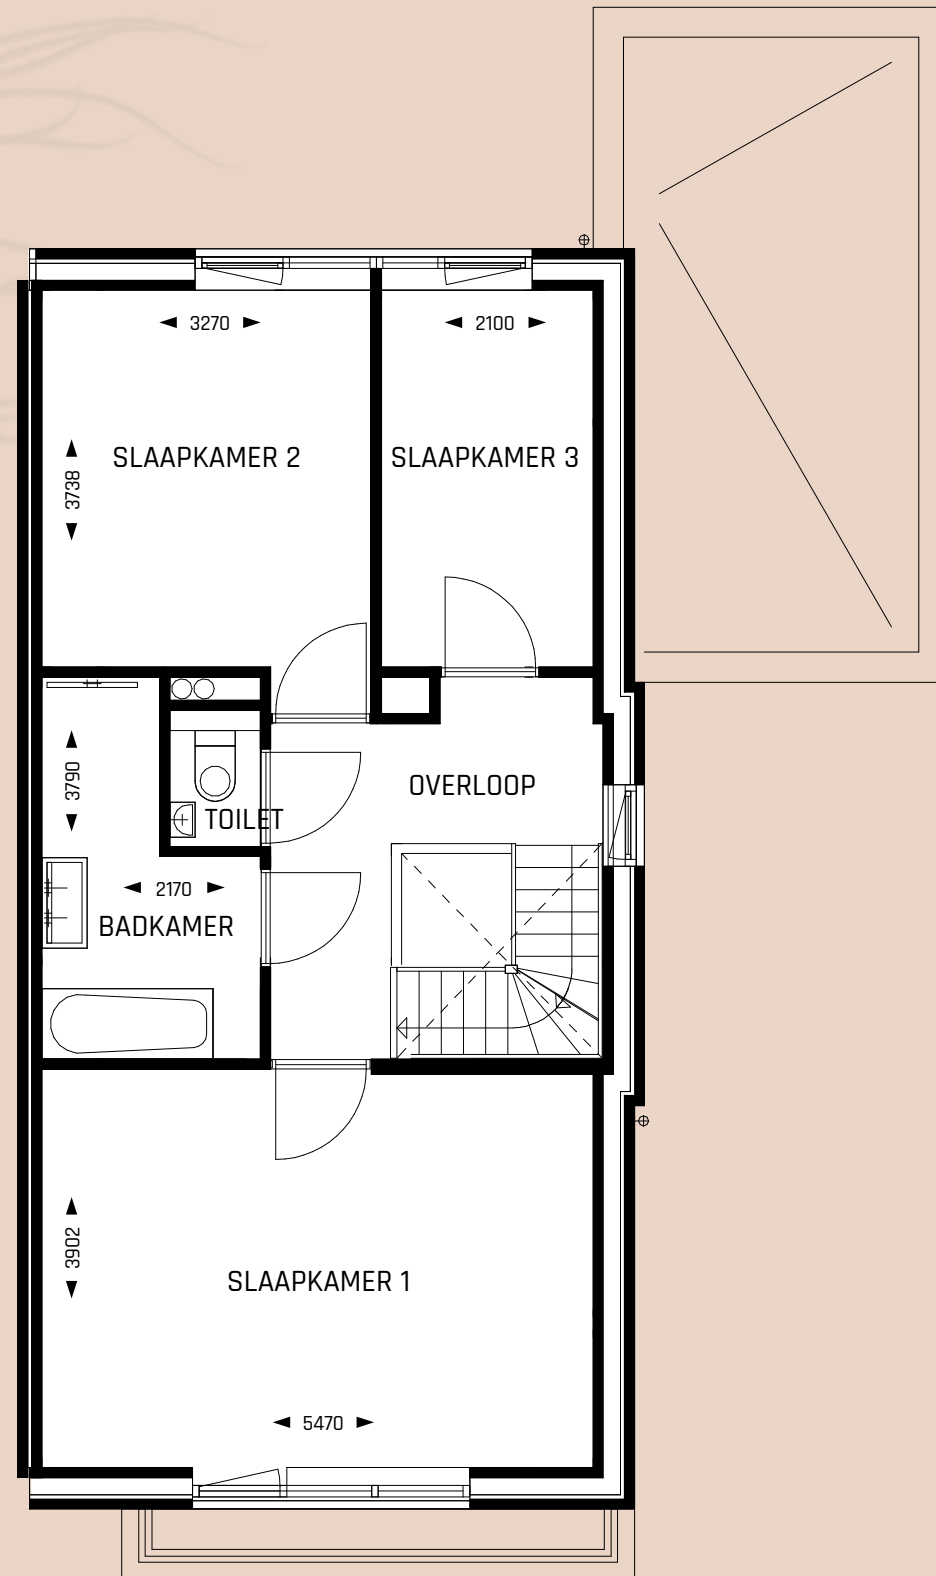 3270
2100
SLAAPKAMER 2
SLAAPKAMER 3
3738
OVERLOOP
3790
TOILET
2170
BADKAMER
3902
SLAAPKAMER 1
5470